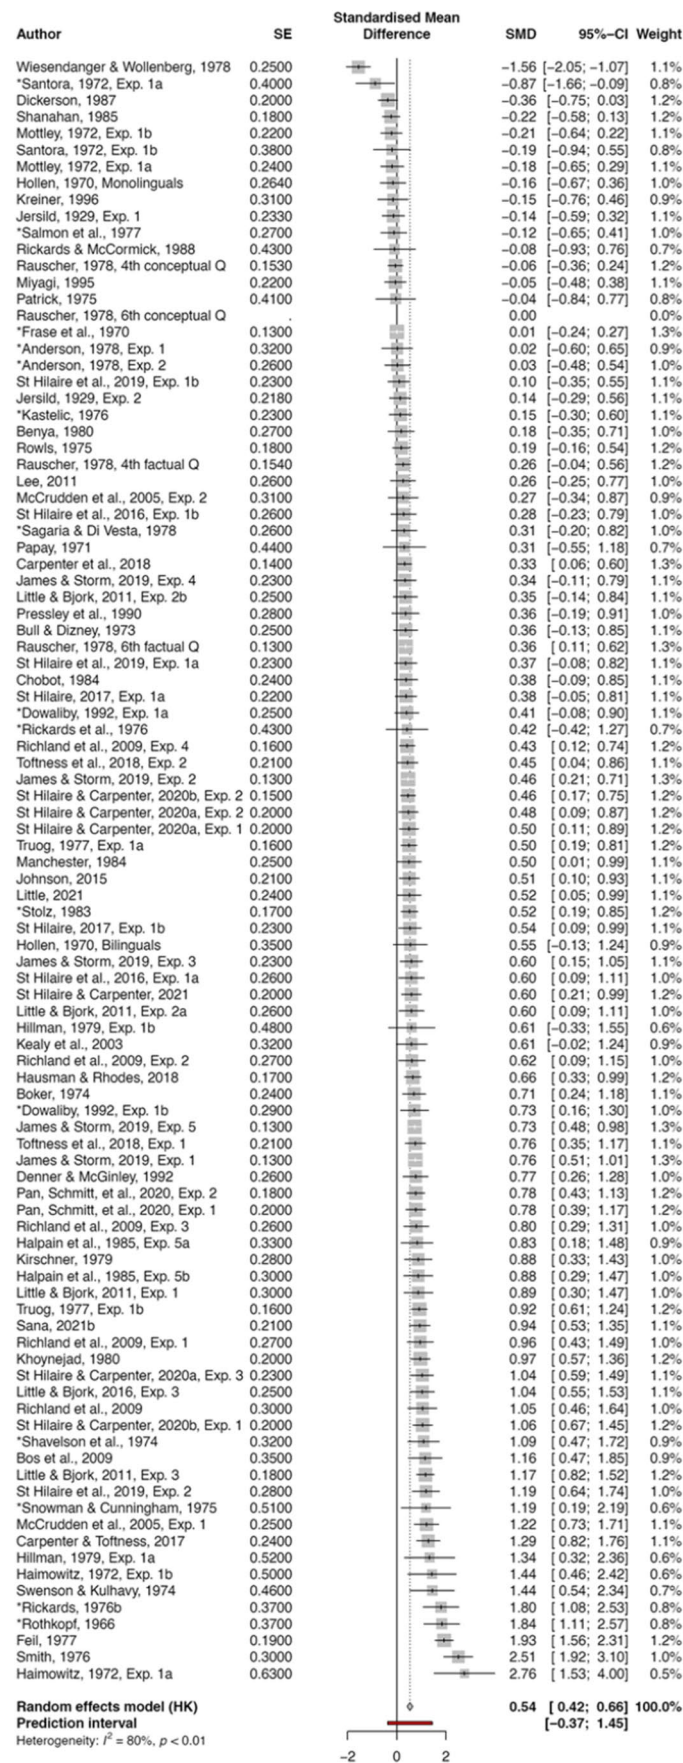 Standardised Mean
Author SE Difference SMD 95%−CI Weight
Wiesendanger & Wollenberg, 1978 0.2500 −1.56 [−2.05; −1.07] 1.1%
*Santora, 1972, Exp. 1a 0.4000 −0.87 [−1.66; −0.09] 0.8%
Dickerson, 1987 0.2000 −0.36 [−0.75; 0.03] 1.2%
Shanahan, 1985 0.1800 −0.22 [−0.58; 0.13] 1.2%
Mottley, 1972, Exp. 1b 0.2200 −0.21 [−0.64; 0.22] 1.1%
Santora, 1972, Exp. 1b 0.3800 −0.19 [−0.94; 0.55] 0.8%
Mottley, 1972, Exp. 1a 0.2400 −0.18 [−0.65; 0.29] 1.1%
Hollen, 1970, Monolinguals 0.2640 −0.16 [−0.67; 0.36] 1.0%
Kreiner, 1996 0.3100 −0.15 [−0.76; 0.46] 0.9%
Jersild, 1929, Exp. 1 0.2330 −0.14 [−0.59; 0.32] 1.1%
*Salmon et al., 1977 0.2700 −0.12 [−0.65; 0.41] 1.0%
Rickards & McCormick, 1988 0.4300 −0.08 [−0.93; 0.76] 0.7%
Rauscher, 1978, 4th conceptual Q 0.1530 −0.06 [−0.36; 0.24] 1.2%
Miyagi, 1995 0.2200 −0.05 [−0.48; 0.38] 1.1%
Patrick, 1975 0.4100 −0.04 [−0.84; 0.77] 0.8%
Rauscher, 1978, 6th conceptual Q . 0.00 0.0%
*Frase et al., 1970 0.1300 0.01 [−0.24; 0.27] 1.3%
*Anderson, 1978, Exp. 1 0.3200 0.02 [−0.60; 0.65] 0.9%
*Anderson, 1978, Exp. 2 0.2600 0.03 [−0.48; 0.54] 1.0%
St Hilaire et al., 2019, Exp. 1b 0.2300 0.10 [−0.35; 0.55] 1.1%
Jersild, 1929, Exp. 2 0.2180 0.14 [−0.29; 0.56] 1.1%
*Kastelic, 1976 0.2300 0.15 [−0.30; 0.60] 1.1%
Benya, 1980 0.2700 0.18 [−0.35; 0.71] 1.0%
Rowls, 1975 0.1800 0.19 [−0.16; 0.54] 1.2%
Rauscher, 1978, 4th factual Q 0.1540 0.26 [−0.04; 0.56] 1.2%
Lee, 2011 0.2600 0.26 [−0.25; 0.77] 1.0%
McCrudden et al., 2005, Exp. 2 0.3100 0.27 [−0.34; 0.87] 0.9%
St Hilaire et al., 2016, Exp. 1b 0.2600 0.28 [−0.23; 0.79] 1.0%
*Sagaria & Di Vesta, 1978 0.2600 0.31 [−0.20; 0.82] 1.0%
Papay, 1971 0.4400 0.31 [−0.55; 1.18] 0.7%
Carpenter et al., 2018 0.1400 0.33 [ 0.06; 0.60] 1.3%
James & Storm, 2019, Exp. 4 0.2300 0.34 [−0.11; 0.79] 1.1%
Little & Bjork, 2011, Exp. 2b 0.2500 0.35 [−0.14; 0.84] 1.1%
Pressley et al., 1990 0.2800 0.36 [−0.19; 0.91] 1.0%
Bull & Dizney, 1973 0.2500 0.36 [−0.13; 0.85] 1.1%
Rauscher, 1978, 6th factual Q 0.1300 0.36 [ 0.11; 0.62] 1.3%
St Hilaire et al., 2019, Exp. 1a 0.2300 0.37 [−0.08; 0.82] 1.1%
Chobot, 1984 0.2400 0.38 [−0.09; 0.85] 1.1%
St Hilaire, 2017, Exp. 1a 0.2200 0.38 [−0.05; 0.81] 1.1%
*Dowaliby, 1992, Exp. 1a 0.2500 0.41 [−0.08; 0.90] 1.1%
*Rickards et al., 1976 0.4300 0.42 [−0.42; 1.27] 0.7%
Richland et al., 2009, Exp. 4 0.1600 0.43 [ 0.12; 0.74] 1.2%
Toftness et al., 2018, Exp. 2 0.2100 0.45 [ 0.04; 0.86] 1.1%
James & Storm, 2019, Exp. 2 0.1300 0.46 [ 0.21; 0.71] 1.3%
St Hilaire & Carpenter, 2020b, Exp. 2 0.1500 0.46 [ 0.17; 0.75] 1.2%
St Hilaire & Carpenter, 2020a, Exp. 2 0.2000 0.48 [ 0.09; 0.87] 1.2%
St Hilaire & Carpenter, 2020a, Exp. 1 0.2000 0.50 [ 0.11; 0.89] 1.2%
Truog, 1977, Exp. 1a 0.1600 0.50 [ 0.19; 0.81] 1.2%
Manchester, 1984 0.2500 0.50 [ 0.01; 0.99] 1.1%
Johnson, 2015 0.2100 0.51 [ 0.10; 0.93] 1.1%
Little, 2021 0.2400 0.52 [ 0.05; 0.99] 1.1%
*Stolz, 1983 0.1700 0.52 [ 0.19; 0.85] 1.2%
St Hilaire, 2017, Exp. 1b 0.2300 0.54 [ 0.09; 0.99] 1.1%
Hollen, 1970, Bilinguals 0.3500 0.55 [−0.13; 1.24] 0.9%
James & Storm, 2019, Exp. 3 0.2300 0.60 [ 0.15; 1.05] 1.1%
St Hilaire et al., 2016, Exp. 1a 0.2600 0.60 [ 0.09; 1.11] 1.0%
St Hilaire & Carpenter, 2021 0.2000 0.60 [ 0.21; 0.99] 1.2%
Little & Bjork, 2011, Exp. 2a 0.2600 0.60 [ 0.09; 1.11] 1.0%
Hillman, 1979, Exp. 1b 0.4800 0.61 [−0.33; 1.55] 0.6%
Kealy et al., 2003 0.3200 0.61 [−0.02; 1.24] 0.9%
Richland et al., 2009, Exp. 2 0.2700 0.62 [ 0.09; 1.15] 1.0%
Hausman & Rhodes, 2018 0.1700 0.66 [ 0.33; 0.99] 1.2%
Boker, 1974 0.2400 0.71 [ 0.24; 1.18] 1.1%
*Dowaliby, 1992, Exp. 1b 0.2900 0.73 [ 0.16; 1.30] 1.0%
James & Storm, 2019, Exp. 5 0.1300 0.73 [ 0.48; 0.98] 1.3%
Toftness et al., 2018, Exp. 1 0.2100 0.76 [ 0.35; 1.17] 1.1%
James & Storm, 2019, Exp. 1 0.1300 0.76 [ 0.51; 1.01] 1.3%
Denner & McGinley, 1992 0.2600 0.77 [ 0.26; 1.28] 1.0%
Pan, Schmitt, et al., 2020, Exp. 2 0.1800 0.78 [ 0.43; 1.13] 1.2%
Pan, Schmitt, et al., 2020, Exp. 1 0.2000 0.78 [ 0.39; 1.17] 1.2%
Richland et al., 2009, Exp. 3 0.2600 0.80 [ 0.29; 1.31] 1.0%
Halpain et al., 1985, Exp. 5a 0.3300 0.83 [ 0.18; 1.48] 0.9%
Kirschner, 1979 0.2800 0.88 [ 0.33; 1.43] 1.0%
Halpain et al., 1985, Exp. 5b 0.3000 0.88 [ 0.29; 1.47] 1.0%
Little & Bjork, 2011, Exp. 1 0.3000 0.89 [ 0.30; 1.47] 1.0%
Truog, 1977, Exp. 1b 0.1600 0.92 [ 0.61; 1.24] 1.2%
Sana, 2021b 0.2100 0.94 [ 0.53; 1.35] 1.1%
Richland et al., 2009, Exp. 1 0.2700 0.96 [ 0.43; 1.49] 1.0%
Khoynejad, 1980 0.2000 0.97 [ 0.57; 1.36] 1.2%
St Hilaire & Carpenter, 2020a, Exp. 3 0.2300 1.04 [ 0.59; 1.49] 1.1%
Little & Bjork, 2016, Exp. 3 0.2500 1.04 [ 0.55; 1.53] 1.1%
Richland et al., 2009 0.3000 1.05 [ 0.46; 1.64] 1.0%
St Hilaire & Carpenter, 2020b, Exp. 1 0.2000 1.06 [ 0.67; 1.45] 1.2%
*Shavelson et al., 1974 0.3200 1.09 [ 0.47; 1.72] 0.9%
Bos et al., 2009 0.3500 1.16 [ 0.47; 1.85] 0.9%
Little & Bjork, 2011, Exp. 3 0.1800 1.17 [ 0.82; 1.52] 1.2%
St Hilaire et al., 2019, Exp. 2 0.2800 1.19 [ 0.64; 1.74] 1.0%
*Snowman & Cunningham, 1975 0.5100 1.19 [ 0.19; 2.19] 0.6%
McCrudden et al., 2005, Exp. 1 0.2500 1.22 [ 0.73; 1.71] 1.1%
Carpenter & Toftness, 2017 0.2400 1.29 [ 0.82; 1.76] 1.1%
Hillman, 1979, Exp. 1a 0.5200 1.34 [ 0.32; 2.36] 0.6%
Haimowitz, 1972, Exp. 1b 0.5000 1.44 [ 0.46; 2.42] 0.6%
Swenson & Kulhavy, 1974 0.4600 1.44 [ 0.54; 2.34] 0.7%
*Rickards, 1976b 0.3700 1.80 [ 1.08; 2.53] 0.8%
*Rothkopf, 1966 0.3700 1.84 [ 1.11; 2.57] 0.8%
Feil, 1977 0.1900 1.93 [ 1.56; 2.31] 1.2%
Smith, 1976 0.3000 2.51 [ 1.92; 3.10] 1.0%
Haimowitz, 1972, Exp. 1a 0.6300 2.76 [ 1.53; 4.00] 0.5%
Random effects model (HK) 0.54 [ 0.42; 0.66] 100.0%
Prediction interval [−0.37; 1.45]
Heterogeneity: I² = 80%, p < 0.01
−2 0 2